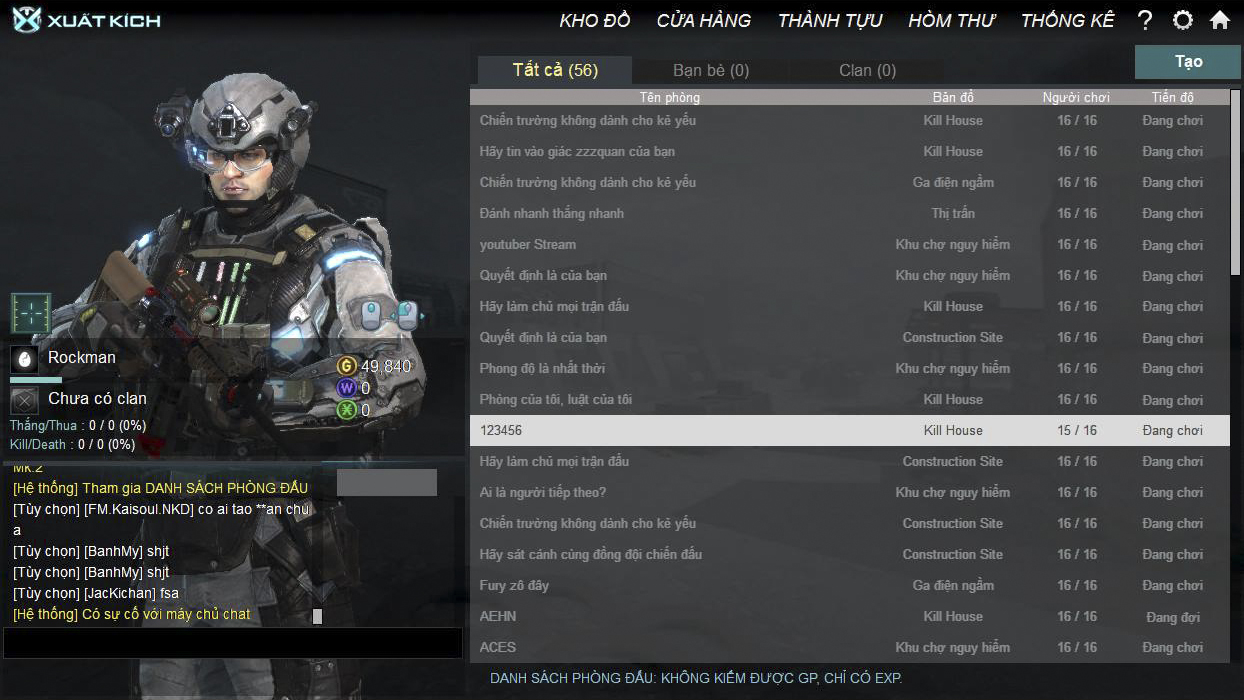 XUẤT KÍCH
KHO ĐỒ CỬA HÀNG THÀNH TỰU HÒM THƯ THỐNG KÊ ?
Tất cả (56) Bạn bè (0) Clan (0) Tạo
Tên phòng Bản đồ Người chơi Tiến độ
Chiến trường không dành cho kẻ yếu Kill House 16 / 16 Đang chơi
Hãy tin vào giác zzzquan của bạn Kill House 16 / 16 Đang chơi
Chiến trường không dành cho kẻ yếu Ga điện ngầm 16 / 16 Đang chơi
Đánh nhanh thắng nhanh Thị trấn 16 / 16 Đang chơi
youtuber Stream Khu chợ nguy hiểm 16 / 16 Đang chơi
Quyết định là của bạn Khu chợ nguy hiểm 16 / 16 Đang chơi
Hãy làm chủ mọi trận đấu Kill House 16 / 16 Đang chơi
Quyết định là của bạn Construction Site 16 / 16 Đang chơi
Phong độ là nhất thời Khu chợ nguy hiểm 16 / 16 Đang chơi
Phòng của tôi, luật của tôi Kill House 16 / 16 Đang chơi
123456 Kill House 15 / 16 Đang chơi
Hãy làm chủ mọi trận đấu Construction Site 16 / 16 Đang chơi
Ai là người tiếp theo? Khu chợ nguy hiểm 16 / 16 Đang chơi
Chiến trường không dành cho kẻ yếu Construction Site 16 / 16 Đang chơi
Hãy sát cánh cùng đồng đội chiến đấu Construction Site 16 / 16 Đang chơi
Fury zô đây Ga điện ngầm 16 / 16 Đang chơi
AEHN Kill House 16 / 16 Đang đợi
ACES Khu chợ nguy hiểm 16 / 16 Đang chơi
DANH SÁCH PHÒNG ĐẤU: KHÔNG KIẾM ĐƯỢC GP, CHỈ CÓ EXP.
Rockman
G 49,840
W 0
0
Chưa có clan
Thắng/Thua : 0 / 0 (0%)
Kill/Death : 0 / 0 (0%)
MK.2
[Hệ thống] Tham gia DANH SÁCH PHÒNG ĐẤU
[Tùy chọn] [FM.Kaisoul.NKD] co ai tao **an chú
a
[Tùy chọn] [BanhMy] shjt
[Tùy chọn] [BanhMy] shjt
[Tùy chọn] [JacKichan] fsa
[Hệ thống] Có sự cố với máy chủ chat